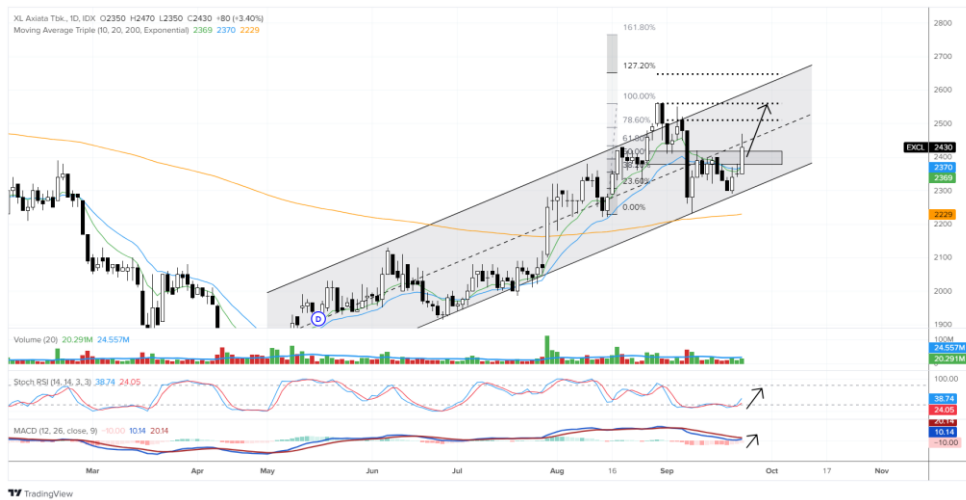 XL Axiata Tbk., 1D, IDX O2350 H2470 L2350 C2430 +80 (+3.40%)
Moving Average Triple (10, 20, 200, Exponential) 2369 2370 2229
161.80%
127.20%
100.00%
78.60%
23.60%
0.00%
D
2800
2700
2600
2500
EXCL 2430
2400
2370
2369
2300
2229
2200
2100
2000
1900
Volume (20) 20.291M 24.557M
100M
24.557M
20.291M
Stoch RSI (14, 14, 3, 3) 38.74 24.05
100.00
38.74
24.05
MACD (12, 26, close, 9) −10.00 10.14 20.14
20.14
10.14
−10.00
Mar Apr May Jun Jul Aug 16 Sep Oct 17 Nov
TradingView